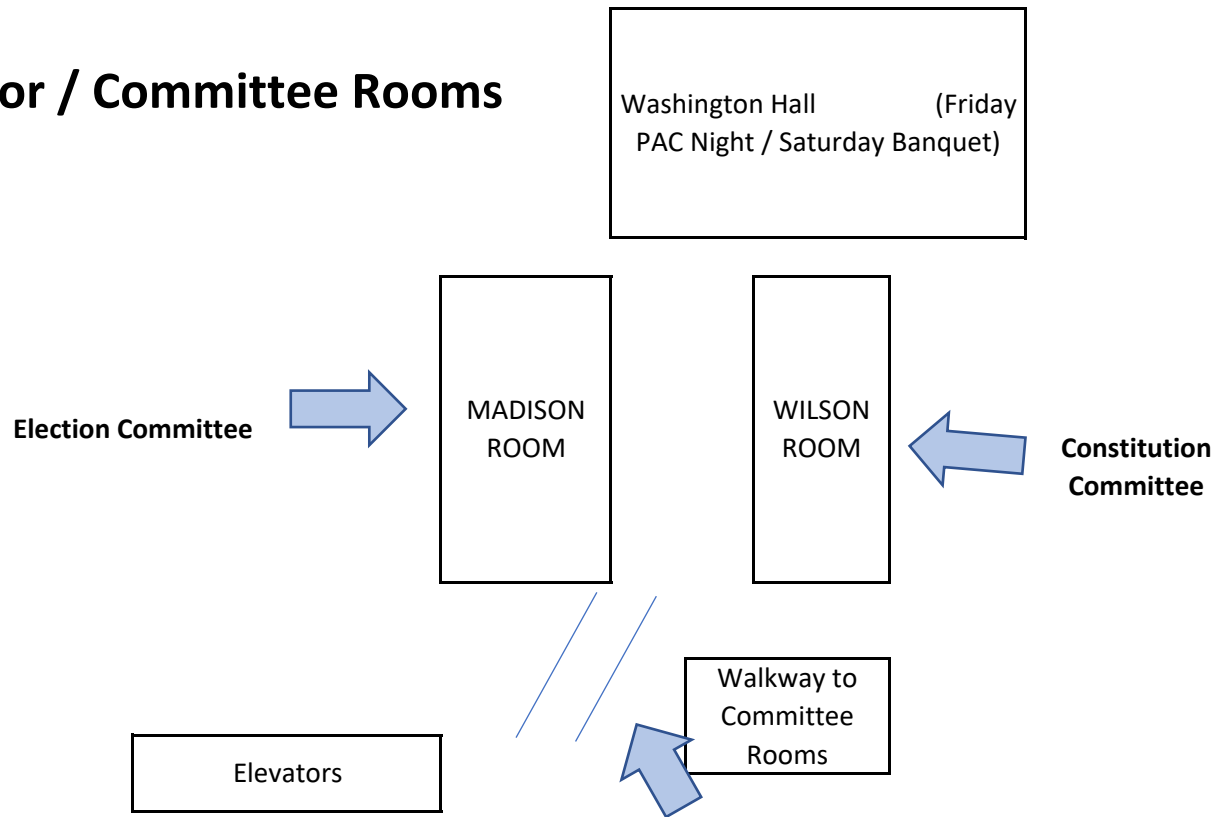 or / Committee Rooms
Washington Hall (Friday
PAC Night / Saturday Banquet)
MADISON
ROOM
WILSON
ROOM
Election Committee
Constitution
Committee
Walkway to
Committee
Rooms
Elevators